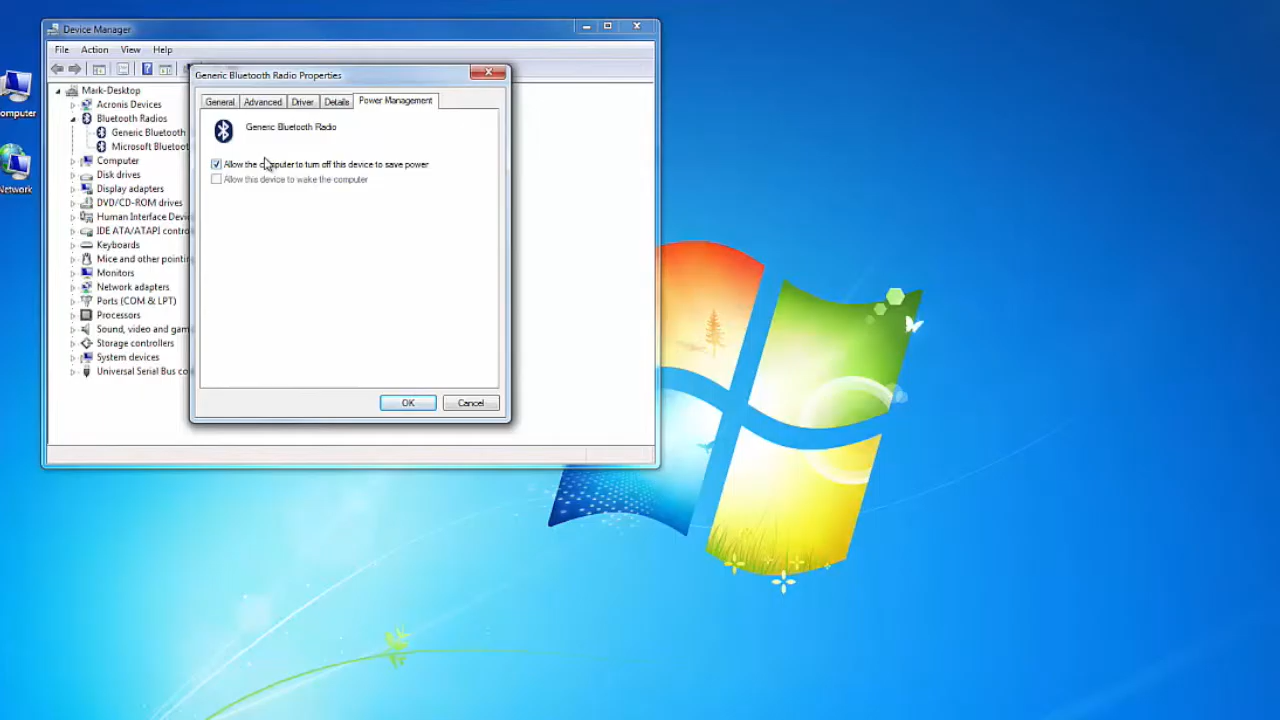 Device Manager
File Action View Help
Mark-Desktop
Acronis Devices
Bluetooth Radios
Generic Bluetooth
Microsoft Bluetoot
Computer
Disk drives
Display adapters
DVD/CD-ROM drives
Human Interface Devi
IDE ATA/ATAPI contro
Keyboards
Mice and other pointin
Monitors
Network adapters
Ports (COM & LPT)
Processors
Sound, video and gam
Storage controllers
System devices
Universal Serial Bus co
Generic Bluetooth Radio Properties
General Advanced Driver Details Power Management
Generic Bluetooth Radio
Allow the computer to turn off this device to save power
Allow this device to wake the computer
OK Cancel
omputer
Network